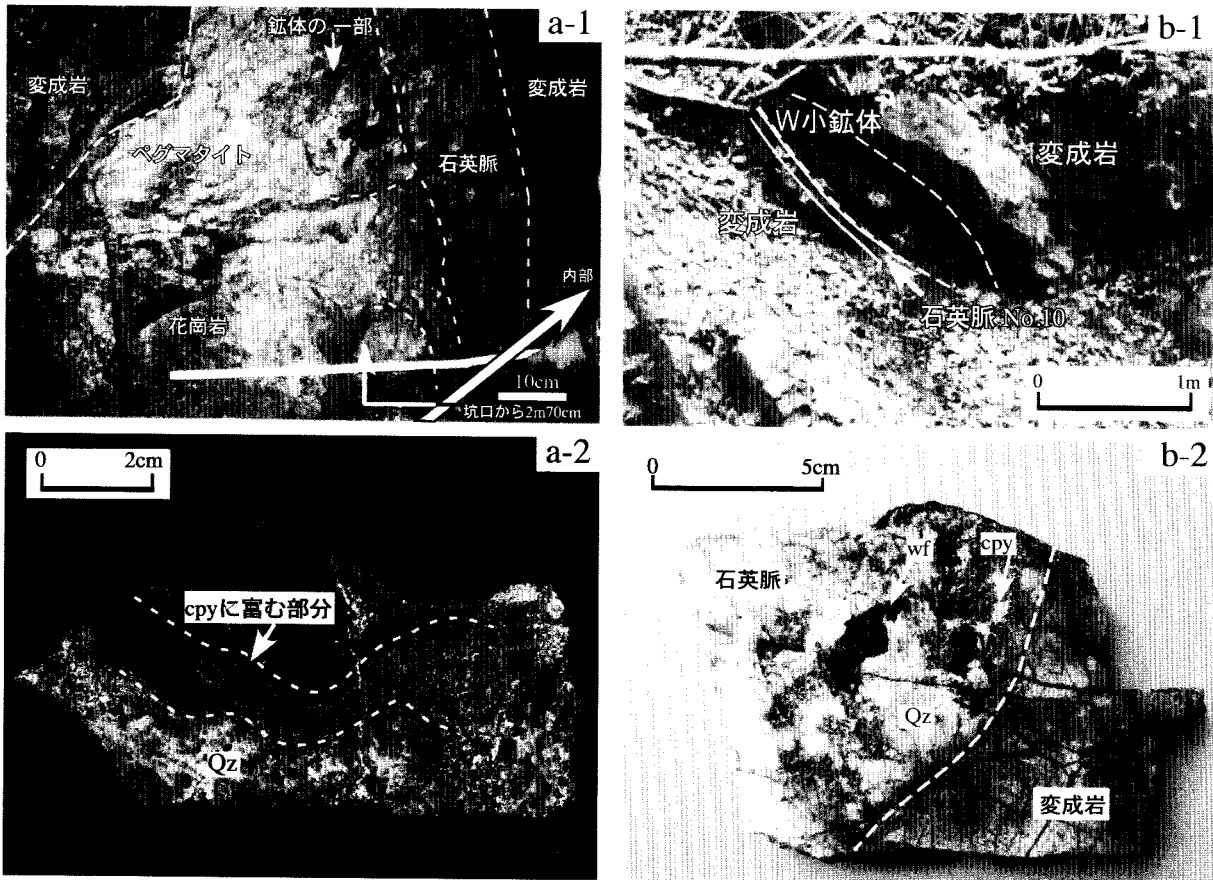 a-1
鉱体の一部
変成岩
変成岩
ペグマタイト
石英脈
内部
花崗岩
10cm
坑口から2m70cm
b-1
W小鉱体
変成岩
変成岩
石英脈No.10
0 1m
a-2
0 2cm
cpyに富む部分
Qz
b-2
0 5cm
wf cpy
石英脈
Qz
変成岩